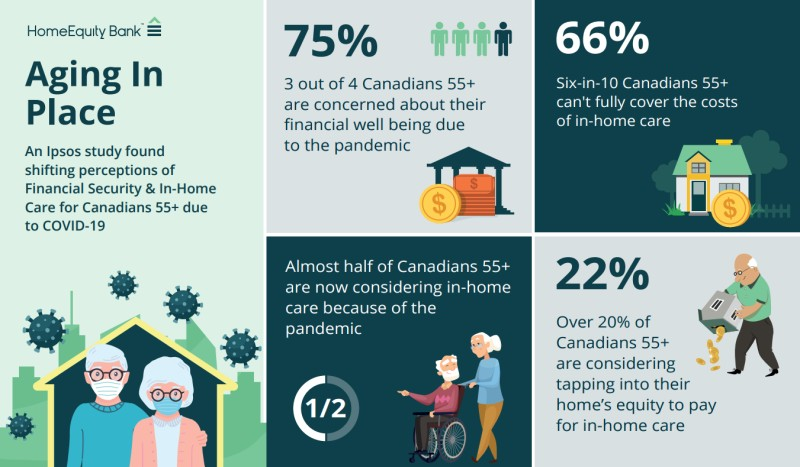 HomeEquity Bank™
Aging In
Place
An Ipsos study found
shifting perceptions of
Financial Security & In-Home
Care for Canadians 55+ due
to COVID-19
75%
3 out of 4 Canadians 55+
are concerned about their
financial well being due
to the pandemic
$
$
66%
Six-in-10 Canadians 55+
can't fully cover the costs
of in-home care
$
Almost half of Canadians 55+
are now considering in-home
care because of the
pandemic
1/2
22%
Over 20% of
Canadians 55+
are considering
tapping into their
home's equity to pay
for in-home care